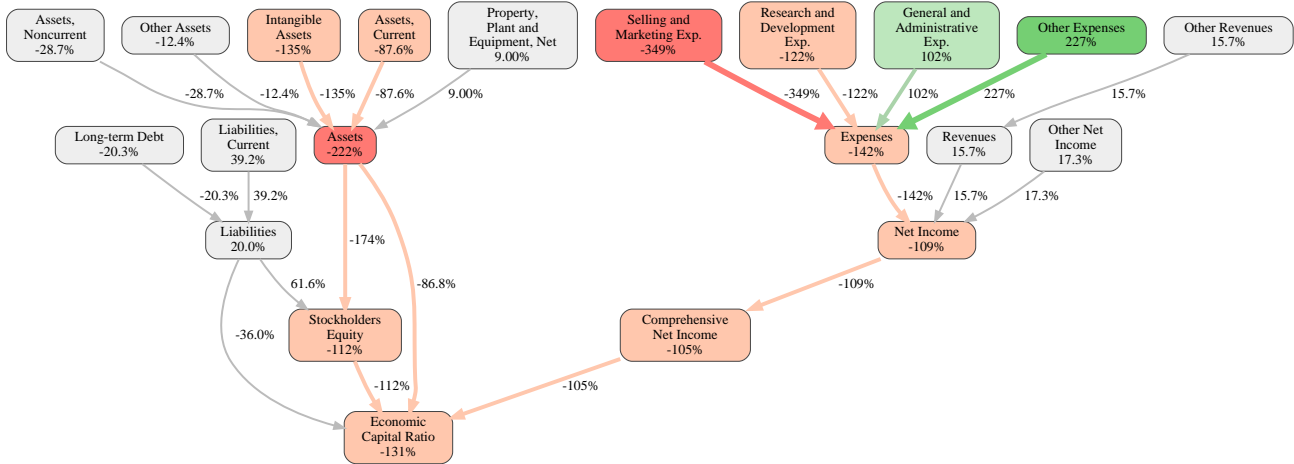 Assets,
Noncurrent
-28.7%
Other Assets
-12.4%
Intangible
Assets
-135%
Assets,
Current
-87.6%
Property,
Plant and
Equipment, Net
9.00%
Selling and
Marketing Exp.
-349%
Research and
Development
Exp.
-122%
General and
Administrative
Exp.
102%
Other Expenses
227%
Other Revenues
15.7%
-28.7%
-12.4%
-135%
-87.6%
9.00%
-349%
-122%
102%
227%
15.7%
Long-term Debt
-20.3%
Liabilities,
Current
39.2%
Assets
-222%
Expenses
-142%
Revenues
15.7%
Other Net
Income
17.3%
-20.3%
39.2%
-142%
15.7%
17.3%
Liabilities
20.0%
-174%
Net Income
-109%
61.6%
-86.8%
-109%
-36.0%
Stockholders
Equity
-112%
Comprehensive
Net Income
-105%
-112%
-105%
Economic
Capital Ratio
-131%